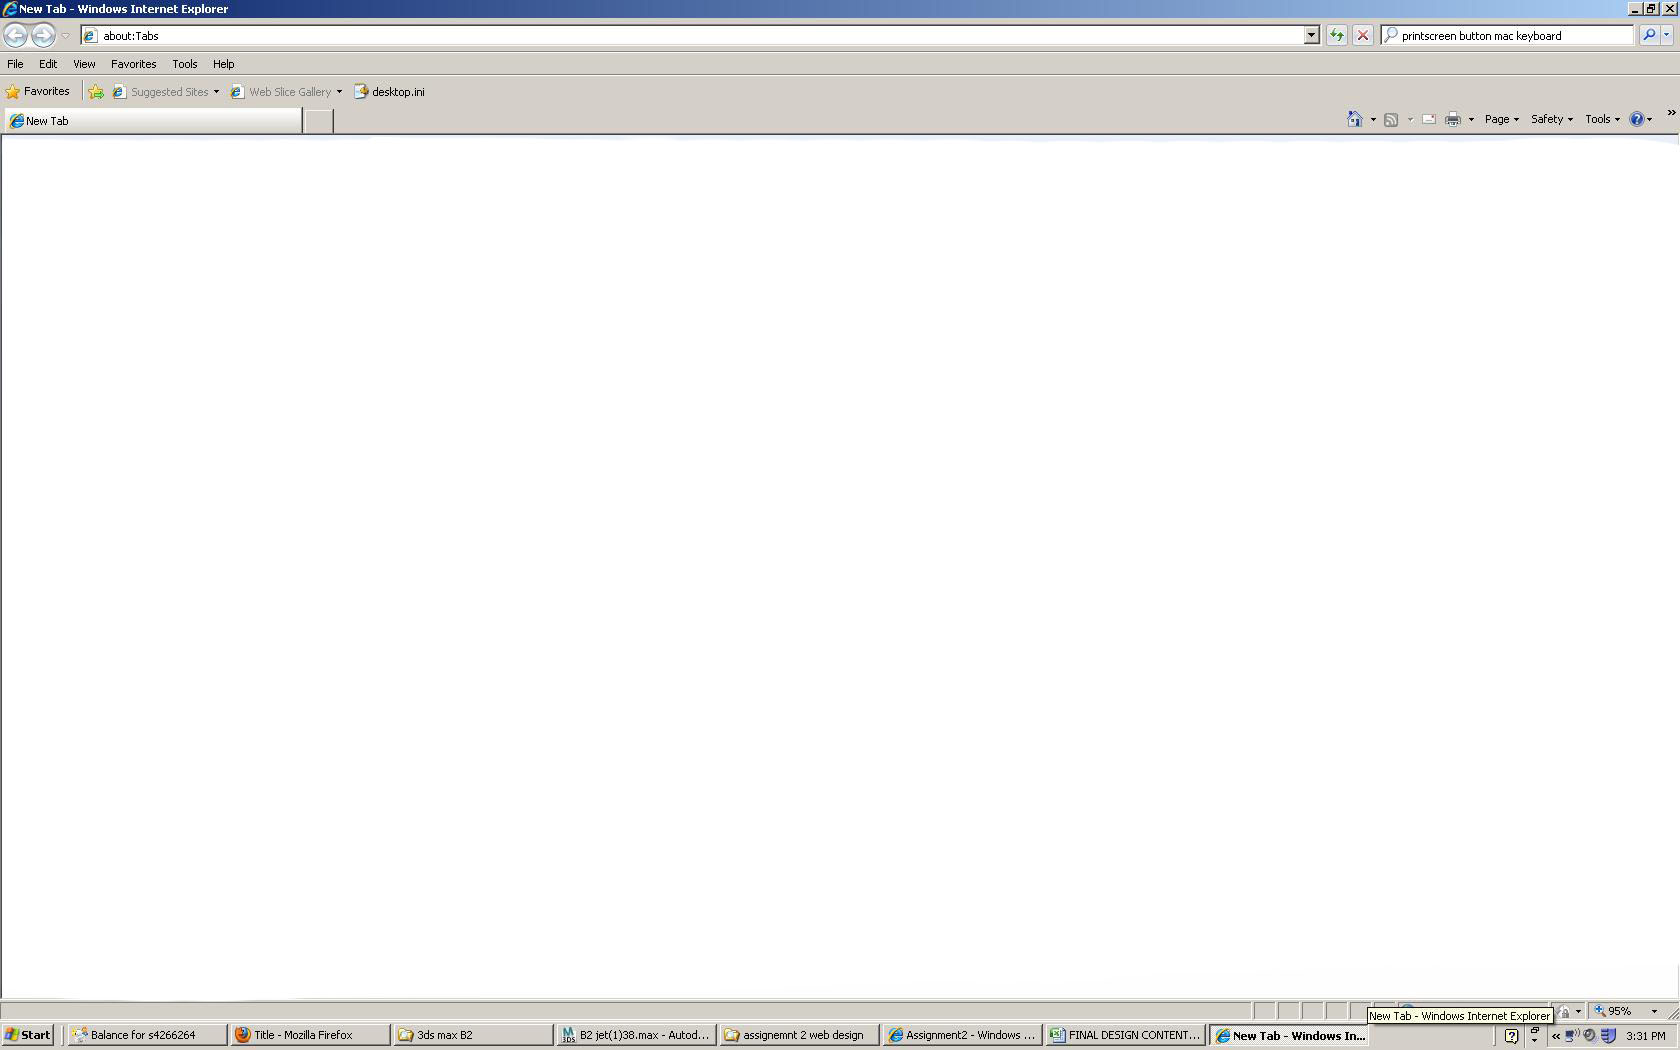 New Tab - Windows Internet Explorer
about:Tabs
printscreen button mac keyboard
File Edit View Favorites Tools Help
Favorites Suggested Sites Web Slice Gallery desktop.ini
New Tab
Page Safety Tools
95%
New Tab - Windows Internet Explorer
Start Balance for s4266264 Title - Mozilla Firefox 3ds max B2 B2 jet(1)38.max - Autod... assignemnt 2 web design Assignment2 - Windows ... FINAL DESIGN CONTENT... New Tab - Windows In... 3:31 PM